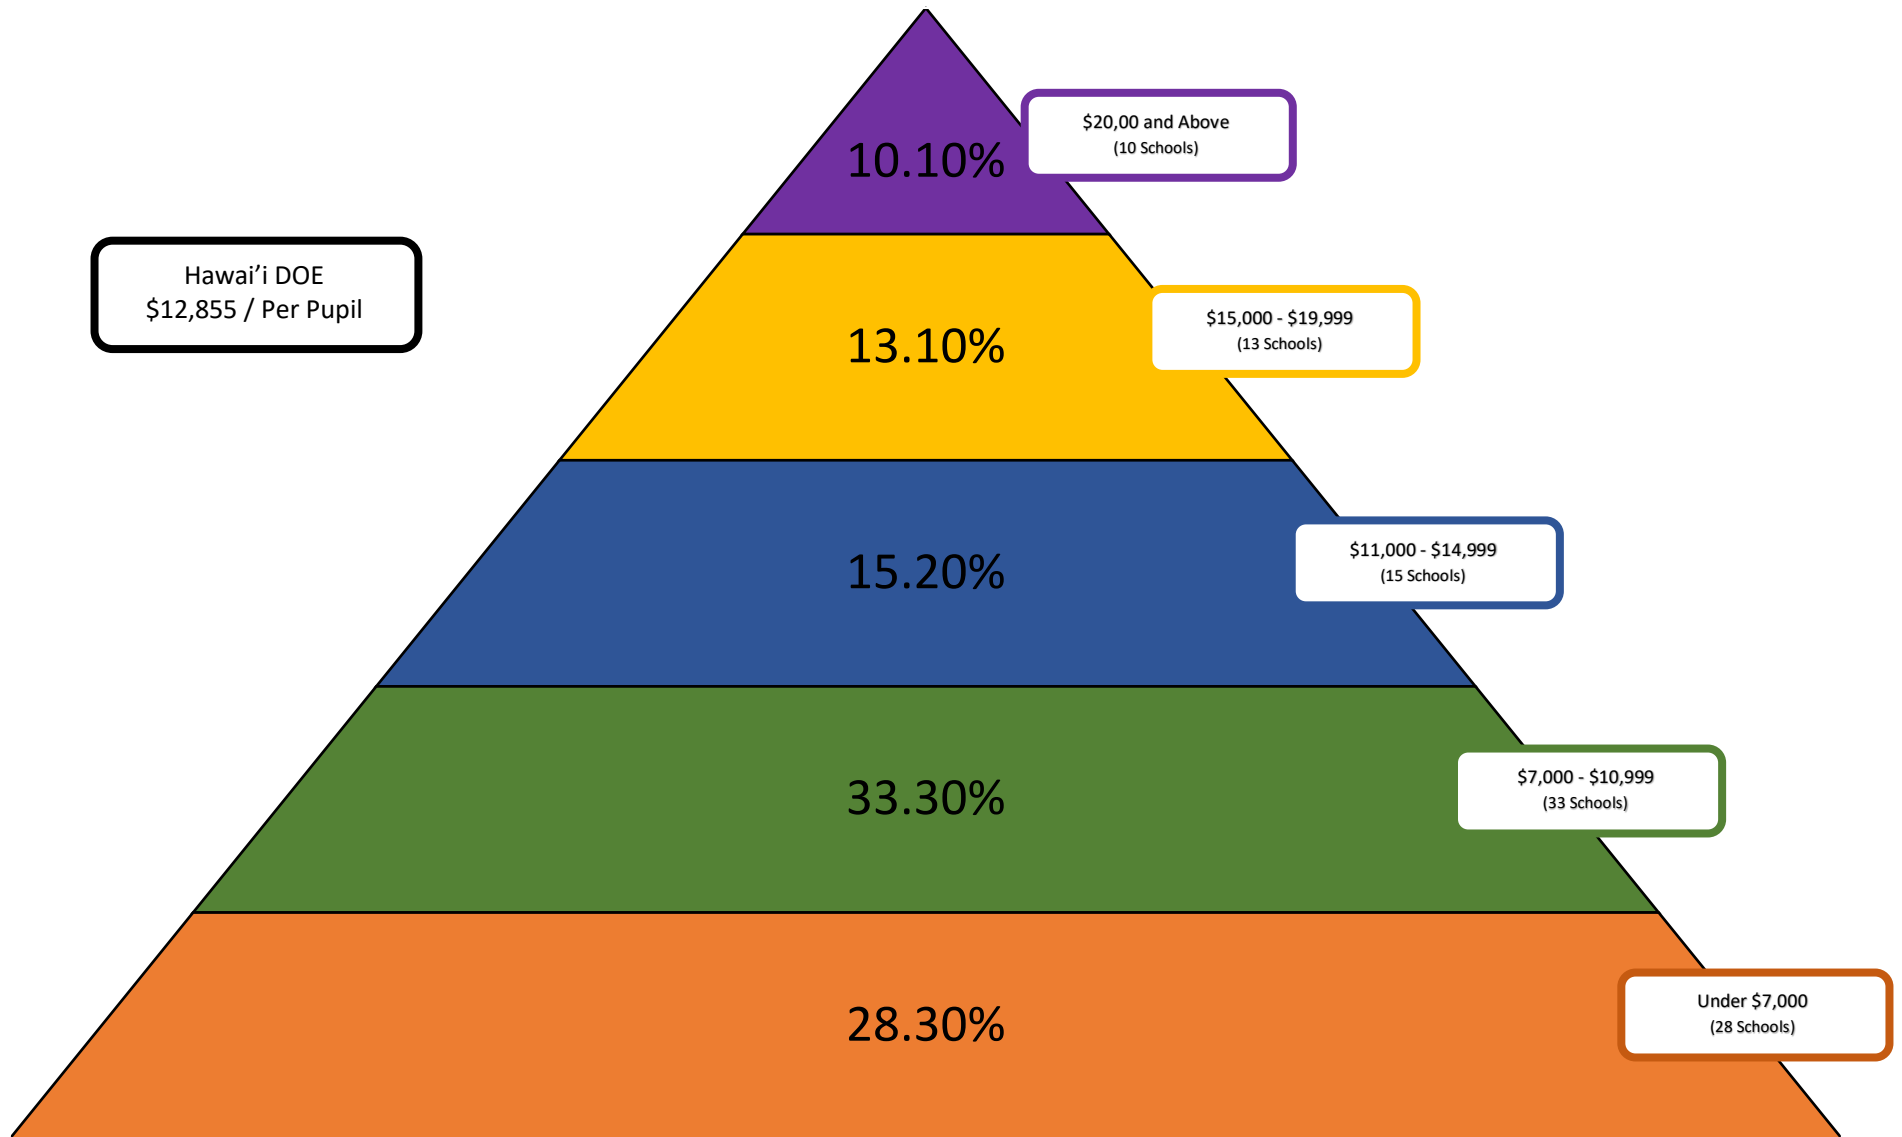 10.10%
$20,00 and Above
(10 Schools)
Hawai’i DOE
$12,855 / Per Pupil
13.10%
$15,000 - $19,999
(13 Schools)
15.20%
$11,000 - $14,999
(15 Schools)
33.30%
$7,000 - $10,999
(33 Schools)
28.30%
Under $7,000
(28 Schools)